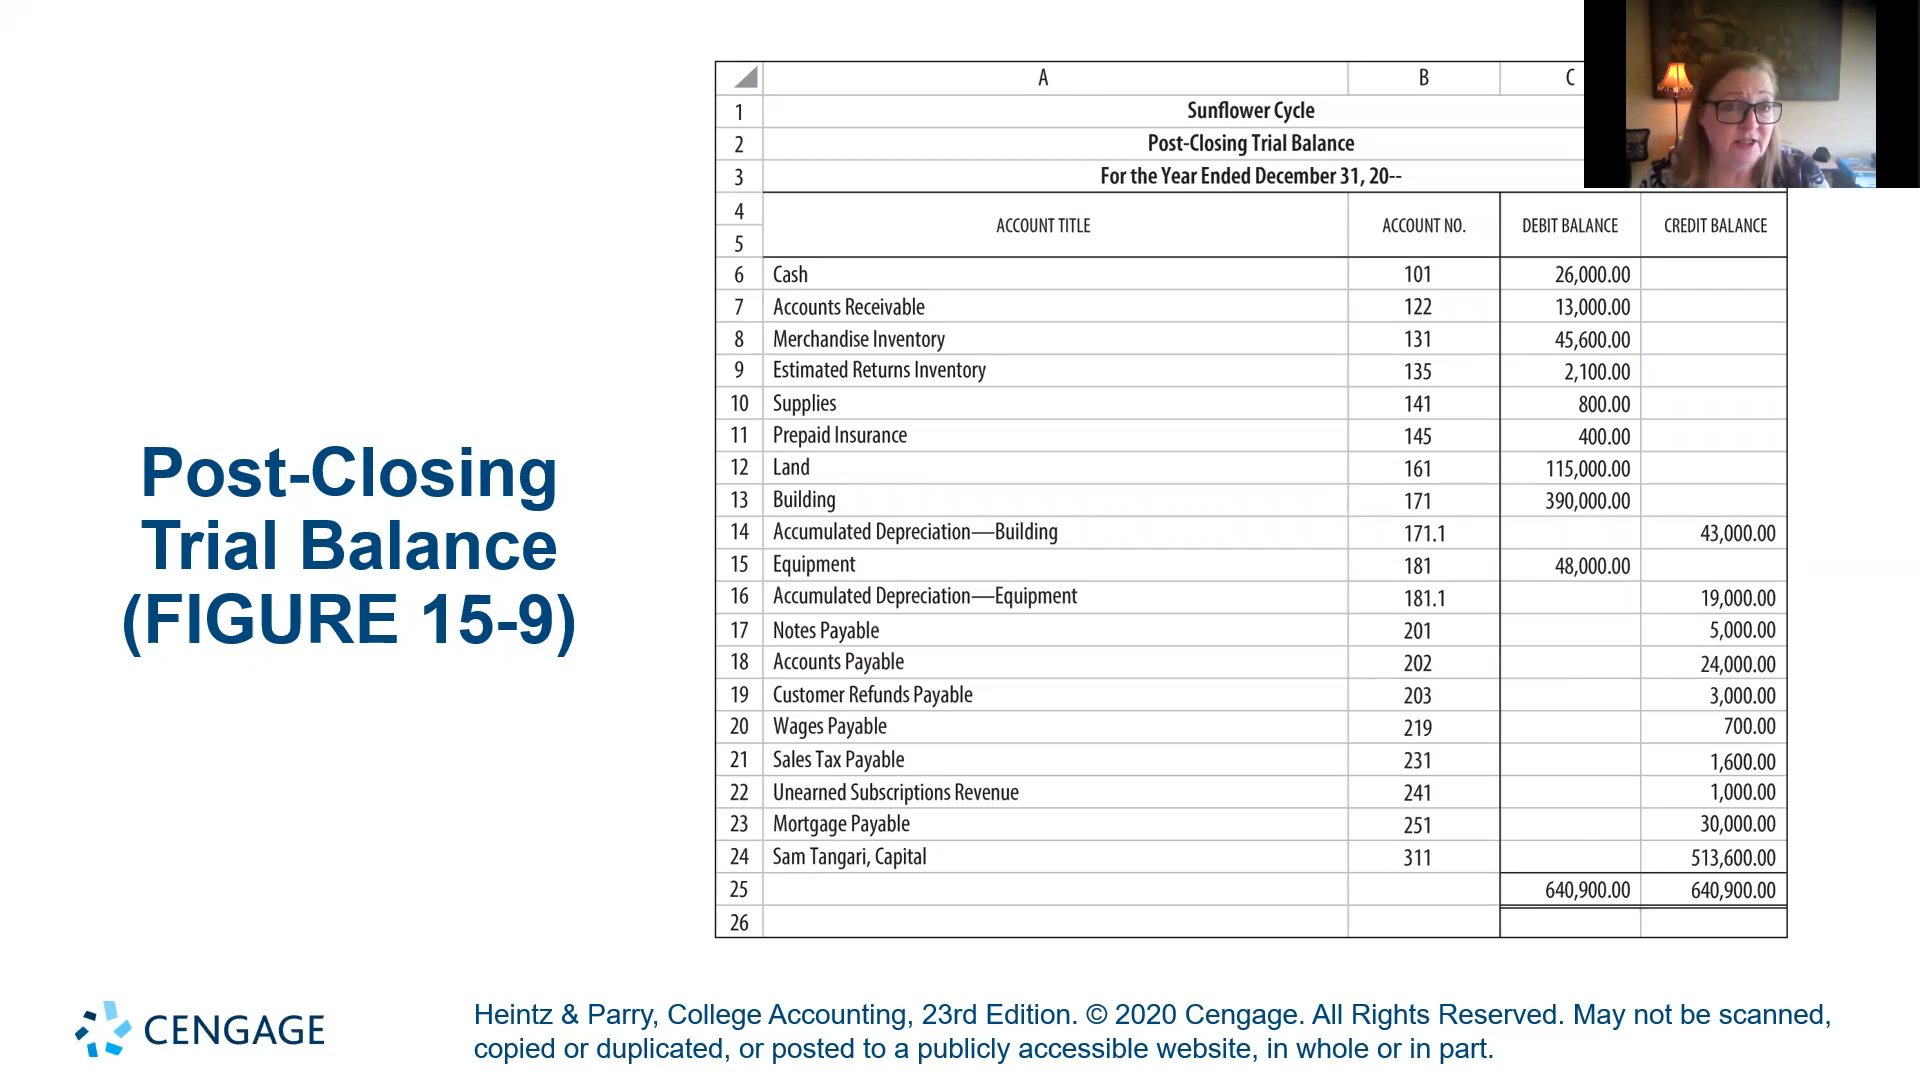 Post-Closing
Trial Balance
(FIGURE 15-9)
A B C
1 Sunflower Cycle
2 Post-Closing Trial Balance
3 For the Year Ended December 31, 20--
4
ACCOUNT TITLE ACCOUNT NO. DEBIT BALANCE CREDIT BALANCE
5
6 Cash 101 26,000.00
7 Accounts Receivable 122 13,000.00
8 Merchandise Inventory 131 45,600.00
9 Estimated Returns Inventory 135 2,100.00
10 Supplies 141 800.00
11 Prepaid Insurance 145 400.00
12 Land 161 115,000.00
13 Building 171 390,000.00
14 Accumulated Depreciation—Building 171.1 43,000.00
15 Equipment 181 48,000.00
16 Accumulated Depreciation—Equipment 181.1 19,000.00
17 Notes Payable 201 5,000.00
18 Accounts Payable 202 24,000.00
19 Customer Refunds Payable 203 3,000.00
20 Wages Payable 219 700.00
21 Sales Tax Payable 231 1,600.00
22 Unearned Subscriptions Revenue 241 1,000.00
23 Mortgage Payable 251 30,000.00
24 Sam Tangari, Capital 311 513,600.00
25 640,900.00 640,900.00
26
CENGAGE
Heintz & Parry, College Accounting, 23rd Edition. © 2020 Cengage. All Rights Reserved. May not be scanned,
copied or duplicated, or posted to a publicly accessible website, in whole or in part.